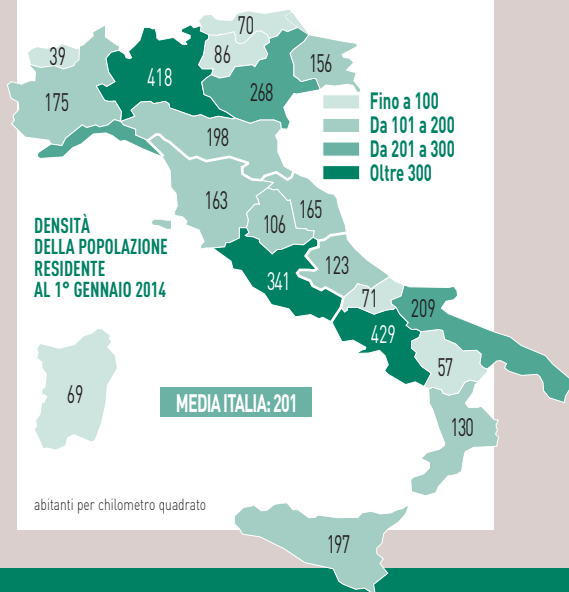 70
39
86
156
418
175
268
Fino a 100
Da 101 a 200
Da 201 a 300
Oltre 300
198
163
165
106
DENSITÀ
DELLA POPOLAZIONE
RESIDENTE
AL 1° GENNAIO 2014
123
341
71
209
429
57
69
MEDIA ITALIA: 201
130
abitanti per chilometro quadrato
197